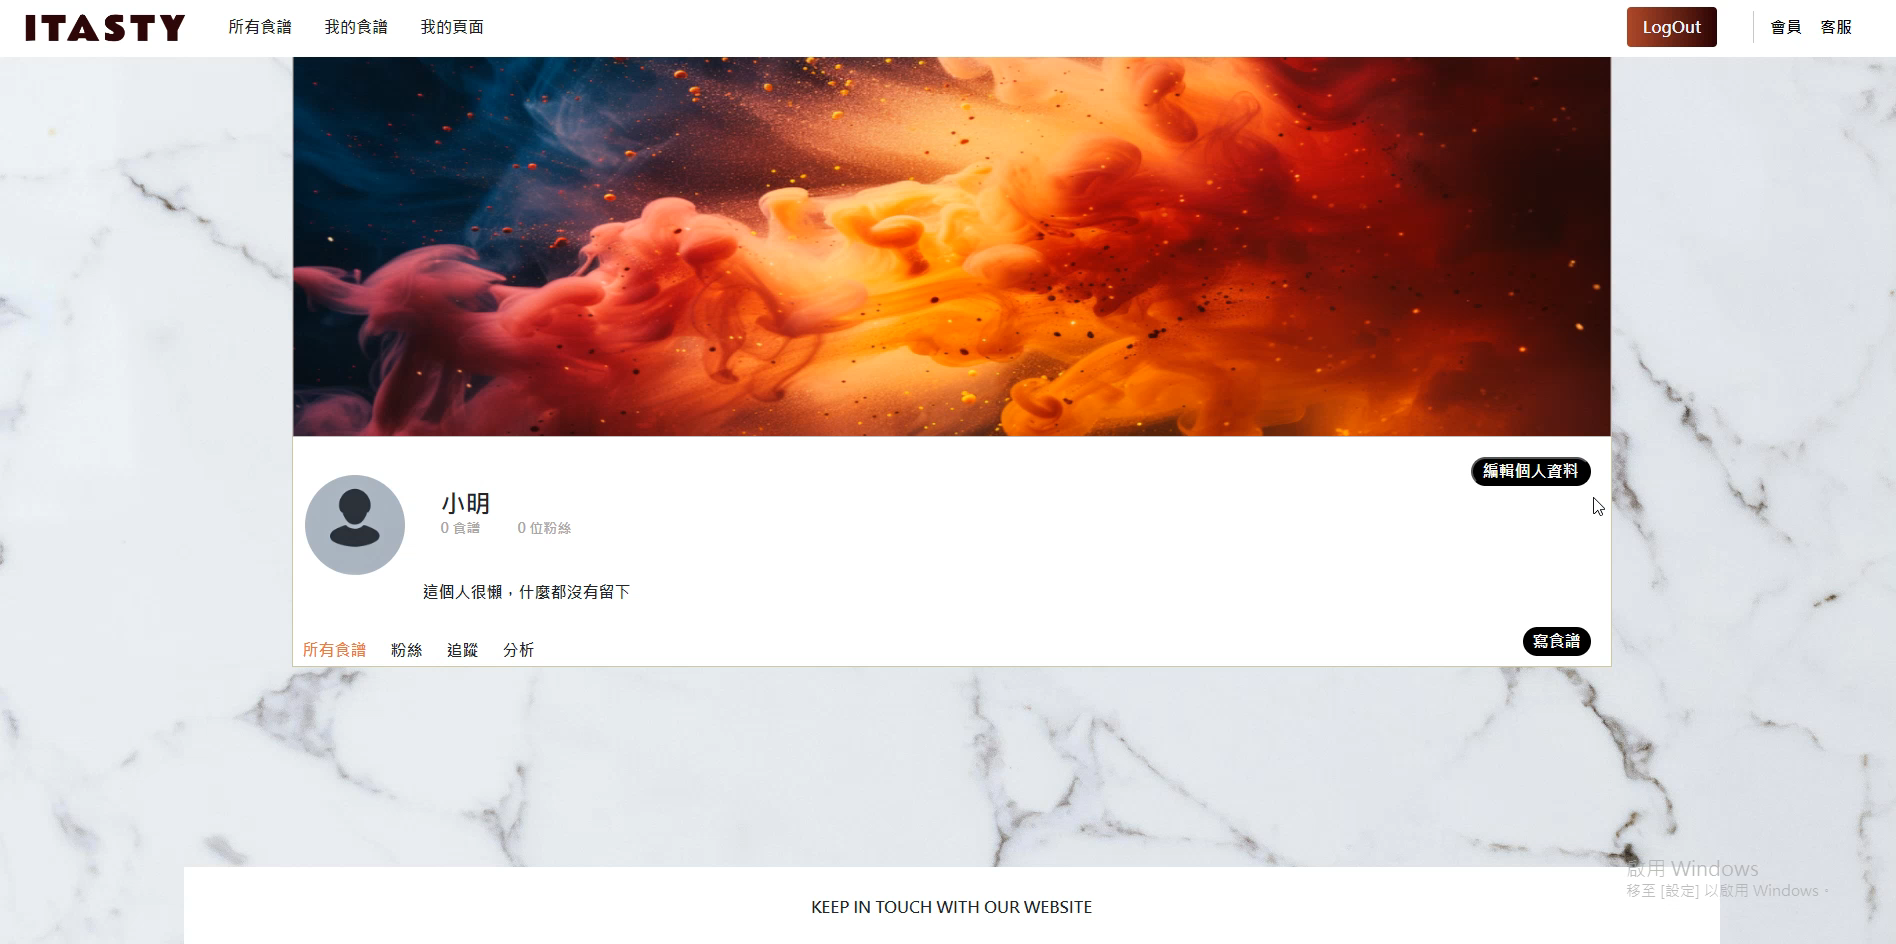 ITASTY 所有食譜 我的食譜 我的頁面 LogOut 會員 客服
編輯個人資料
小明
0 食譜 0 位粉絲
這個人很懶，什麼都沒有留下
所有食譜 粉絲 追蹤 分析 寫食譜
啟用 Windows
移至 [設定] 以啟用 Windows。
KEEP IN TOUCH WITH OUR WEBSITE